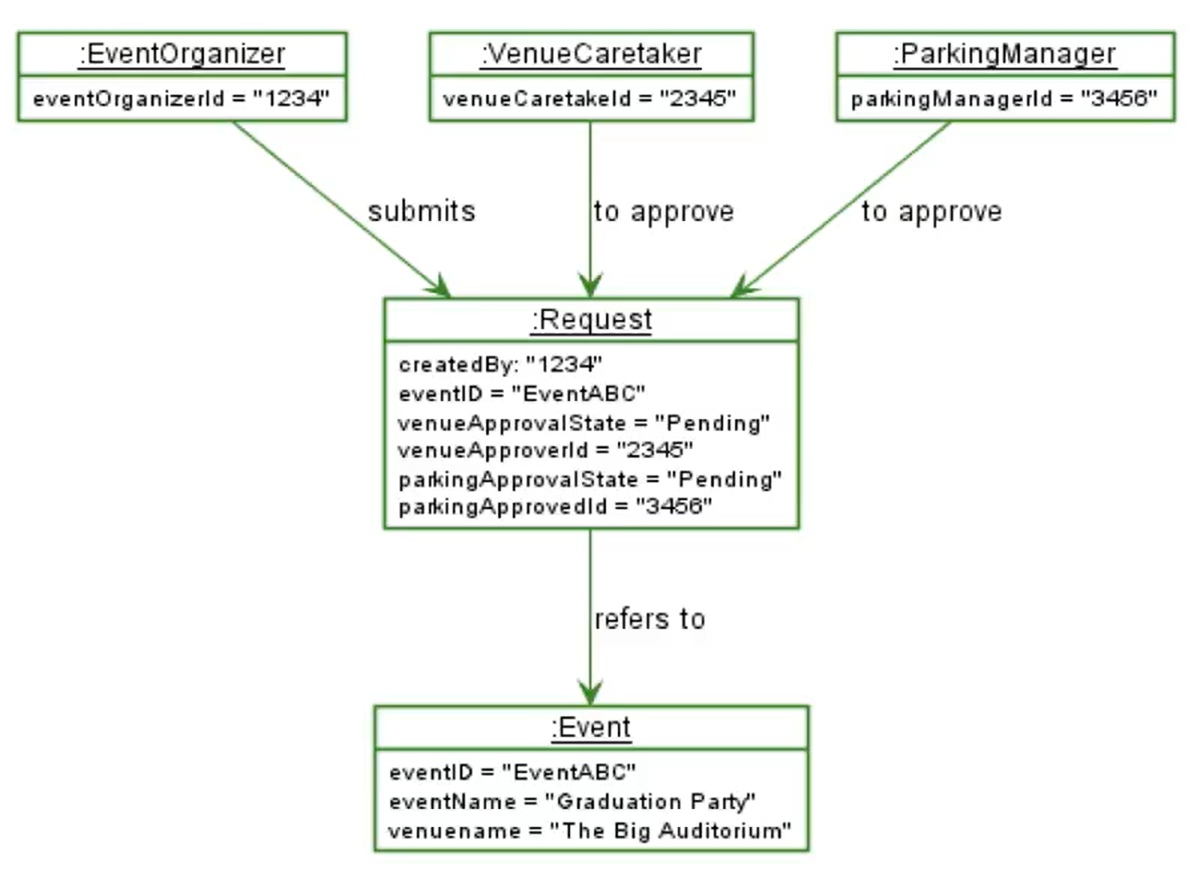 :EventOrganizer
eventOrganizerId = "1234"
:VenueCaretaker
venueCaretakeId = "2345"
:ParkingManager
parkingManagerId = "3456"
submits
to approve
to approve
:Request
createdBy: "1234"
eventID = "EventABC"
venueApprovalState = "Pending"
venueApproverId = "2345"
parkingApprovalState = "Pending"
parkingApprovedId = "3456"
refers to
:Event
eventID = "EventABC"
eventName = "Graduation Party"
venuename = "The Big Auditorium"